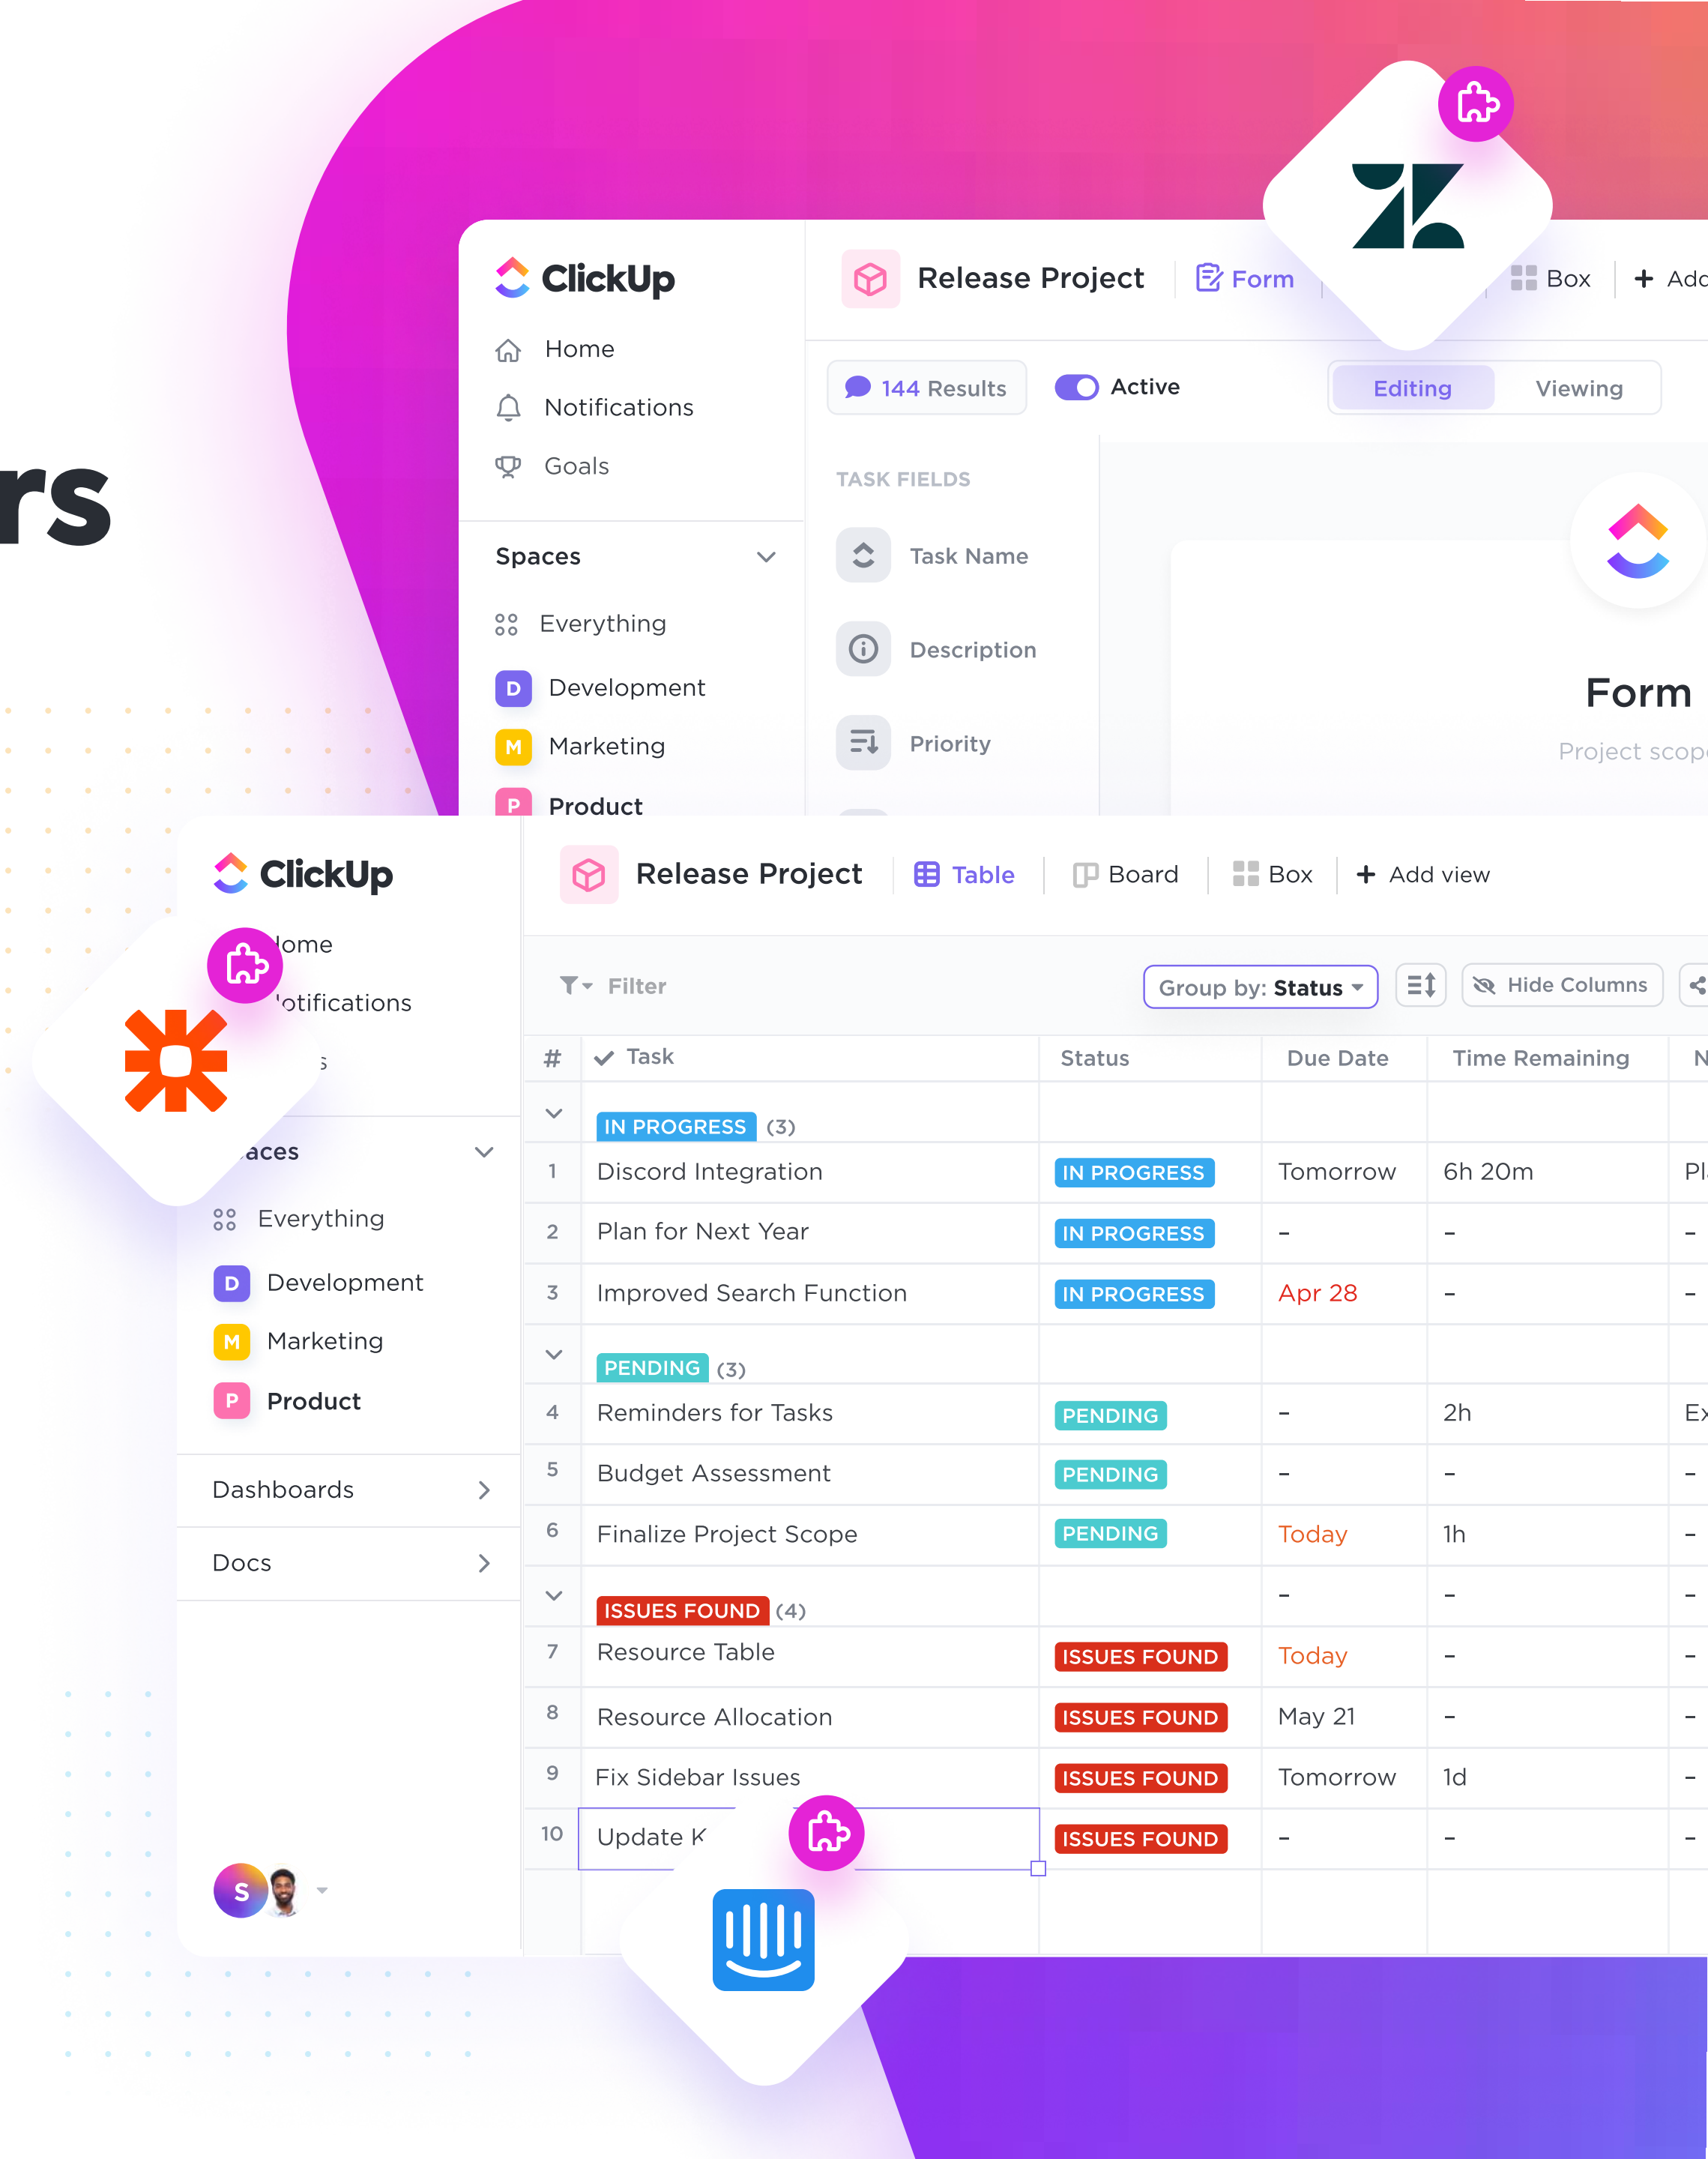 rs
ClickUp
Home
Notifications
Goals
Spaces
Everything
D Development
M Marketing
P Product
Release Project
Form
Box
+ Add
144 Results
Active
Editing
Viewing
TASK FIELDS
Task Name
Description
Priority
Form
Project scope
ClickUp
ome
otifications
s
aces
Everything
D Development
M Marketing
P Product
Dashboards
Docs
S
Release Project
Table
Board
Box
+ Add view
Filter
Group by: Status
Hide Columns
# Task Status Due Date Time Remaining N
IN PROGRESS (3)
1 Discord Integration IN PROGRESS Tomorrow 6h 20m Pl
2 Plan for Next Year IN PROGRESS – – –
3 Improved Search Function IN PROGRESS Apr 28 – –
PENDING (3)
4 Reminders for Tasks PENDING – 2h Ex
5 Budget Assessment PENDING – – –
6 Finalize Project Scope PENDING Today 1h –
ISSUES FOUND (4) – – –
7 Resource Table ISSUES FOUND Today – –
8 Resource Allocation ISSUES FOUND May 21 – –
9 Fix Sidebar Issues ISSUES FOUND Tomorrow 1d –
10 Update K ISSUES FOUND – – –